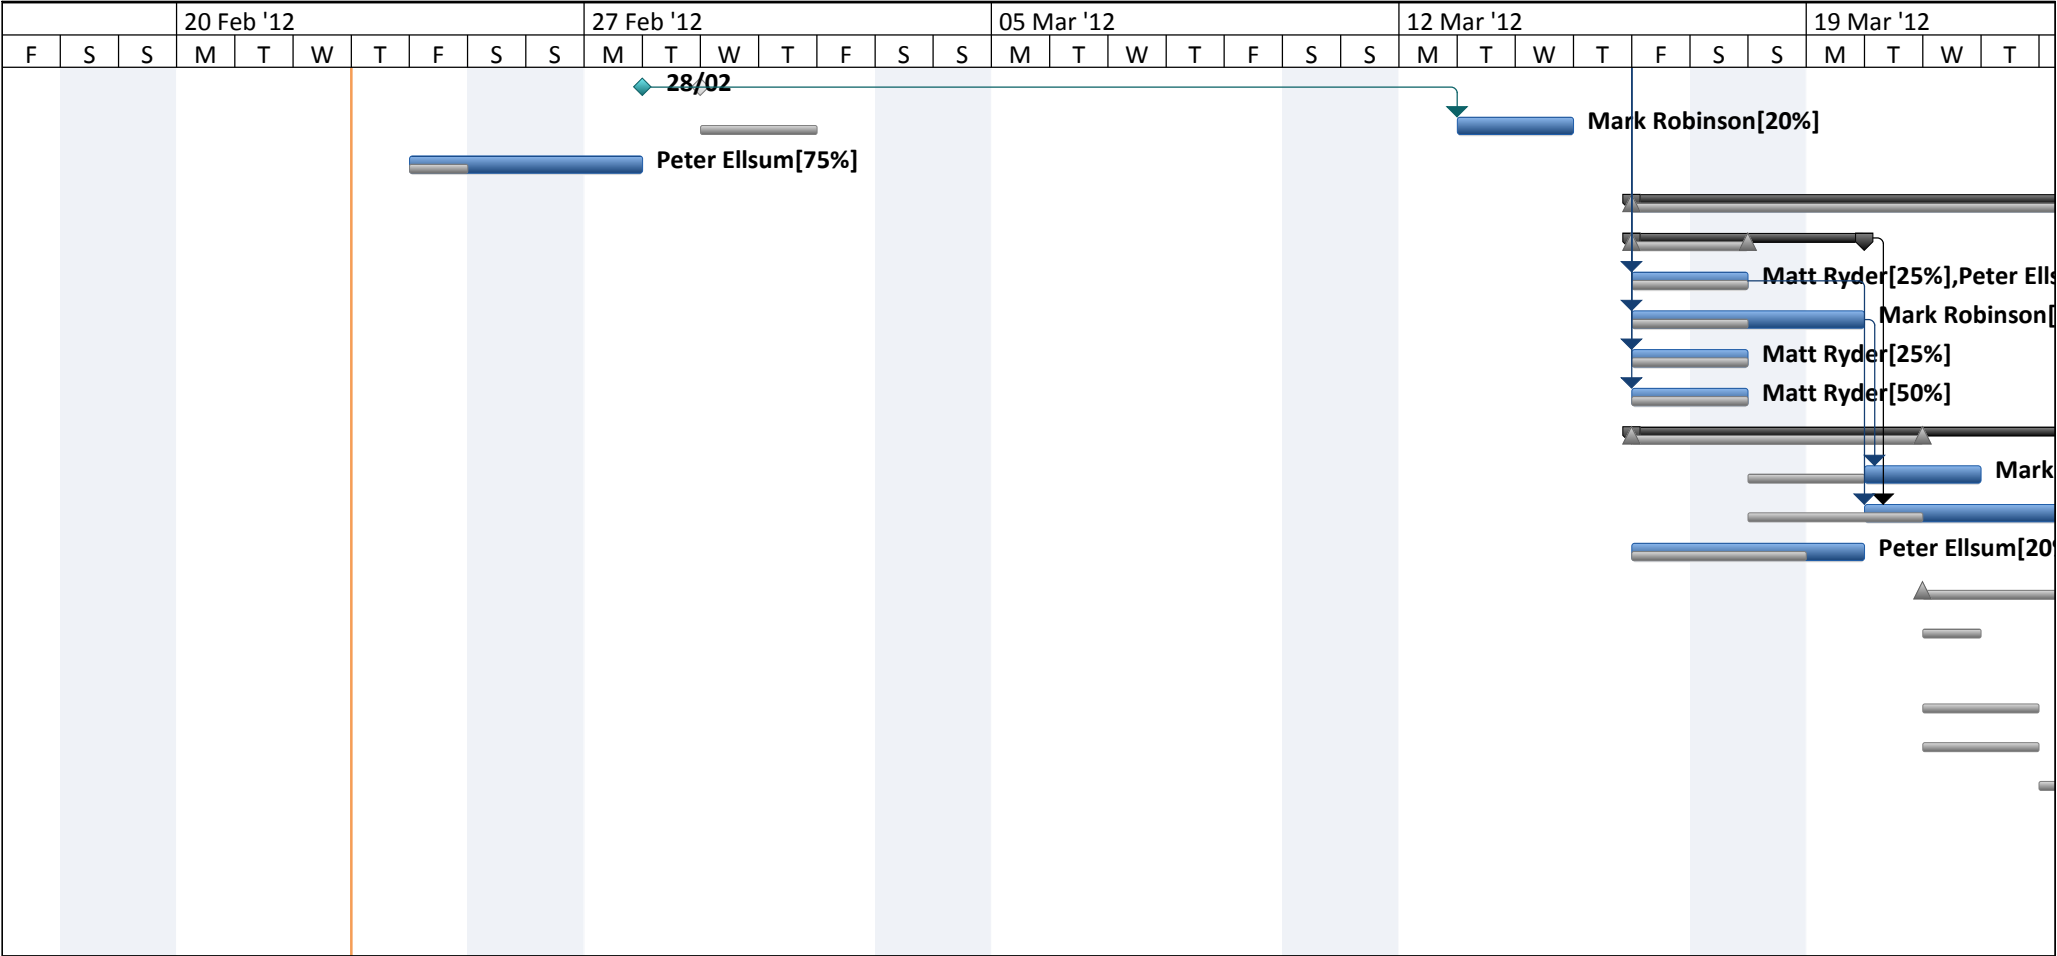 20 Feb '12 27 Feb '12 05 Mar '12 12 Mar '12 19 Mar '12
F S S M T W T F S S M T W T F S S M T W T F S S M T W T F S S M T W T
28/02
Mark Robinson[20%]
Peter Ellsum[75%]
Matt Ryder[25%],Peter Ells
Mark Robinson[
Matt Ryder[25%]
Matt Ryder[50%]
Mark
Peter Ellsum[20%